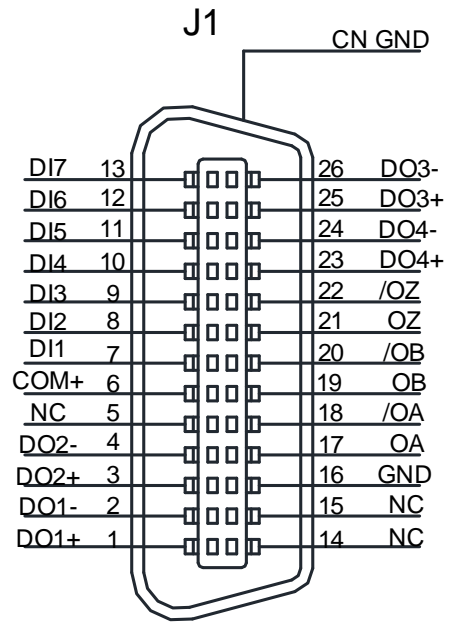 J1
CN GND
DI7 13 26 DO3-
DI6 12 25 DO3+
DI5 11 24 DO4-
DI4 10 23 DO4+
DI3 9 22 /OZ
DI2 8 21 OZ
DI1 7 20 /OB
COM+ 6 19 OB
NC 5 18 /OA
DO2- 4 17 OA
DO2+ 3 16 GND
DO1- 2 15 NC
DO1+ 1 14 NC